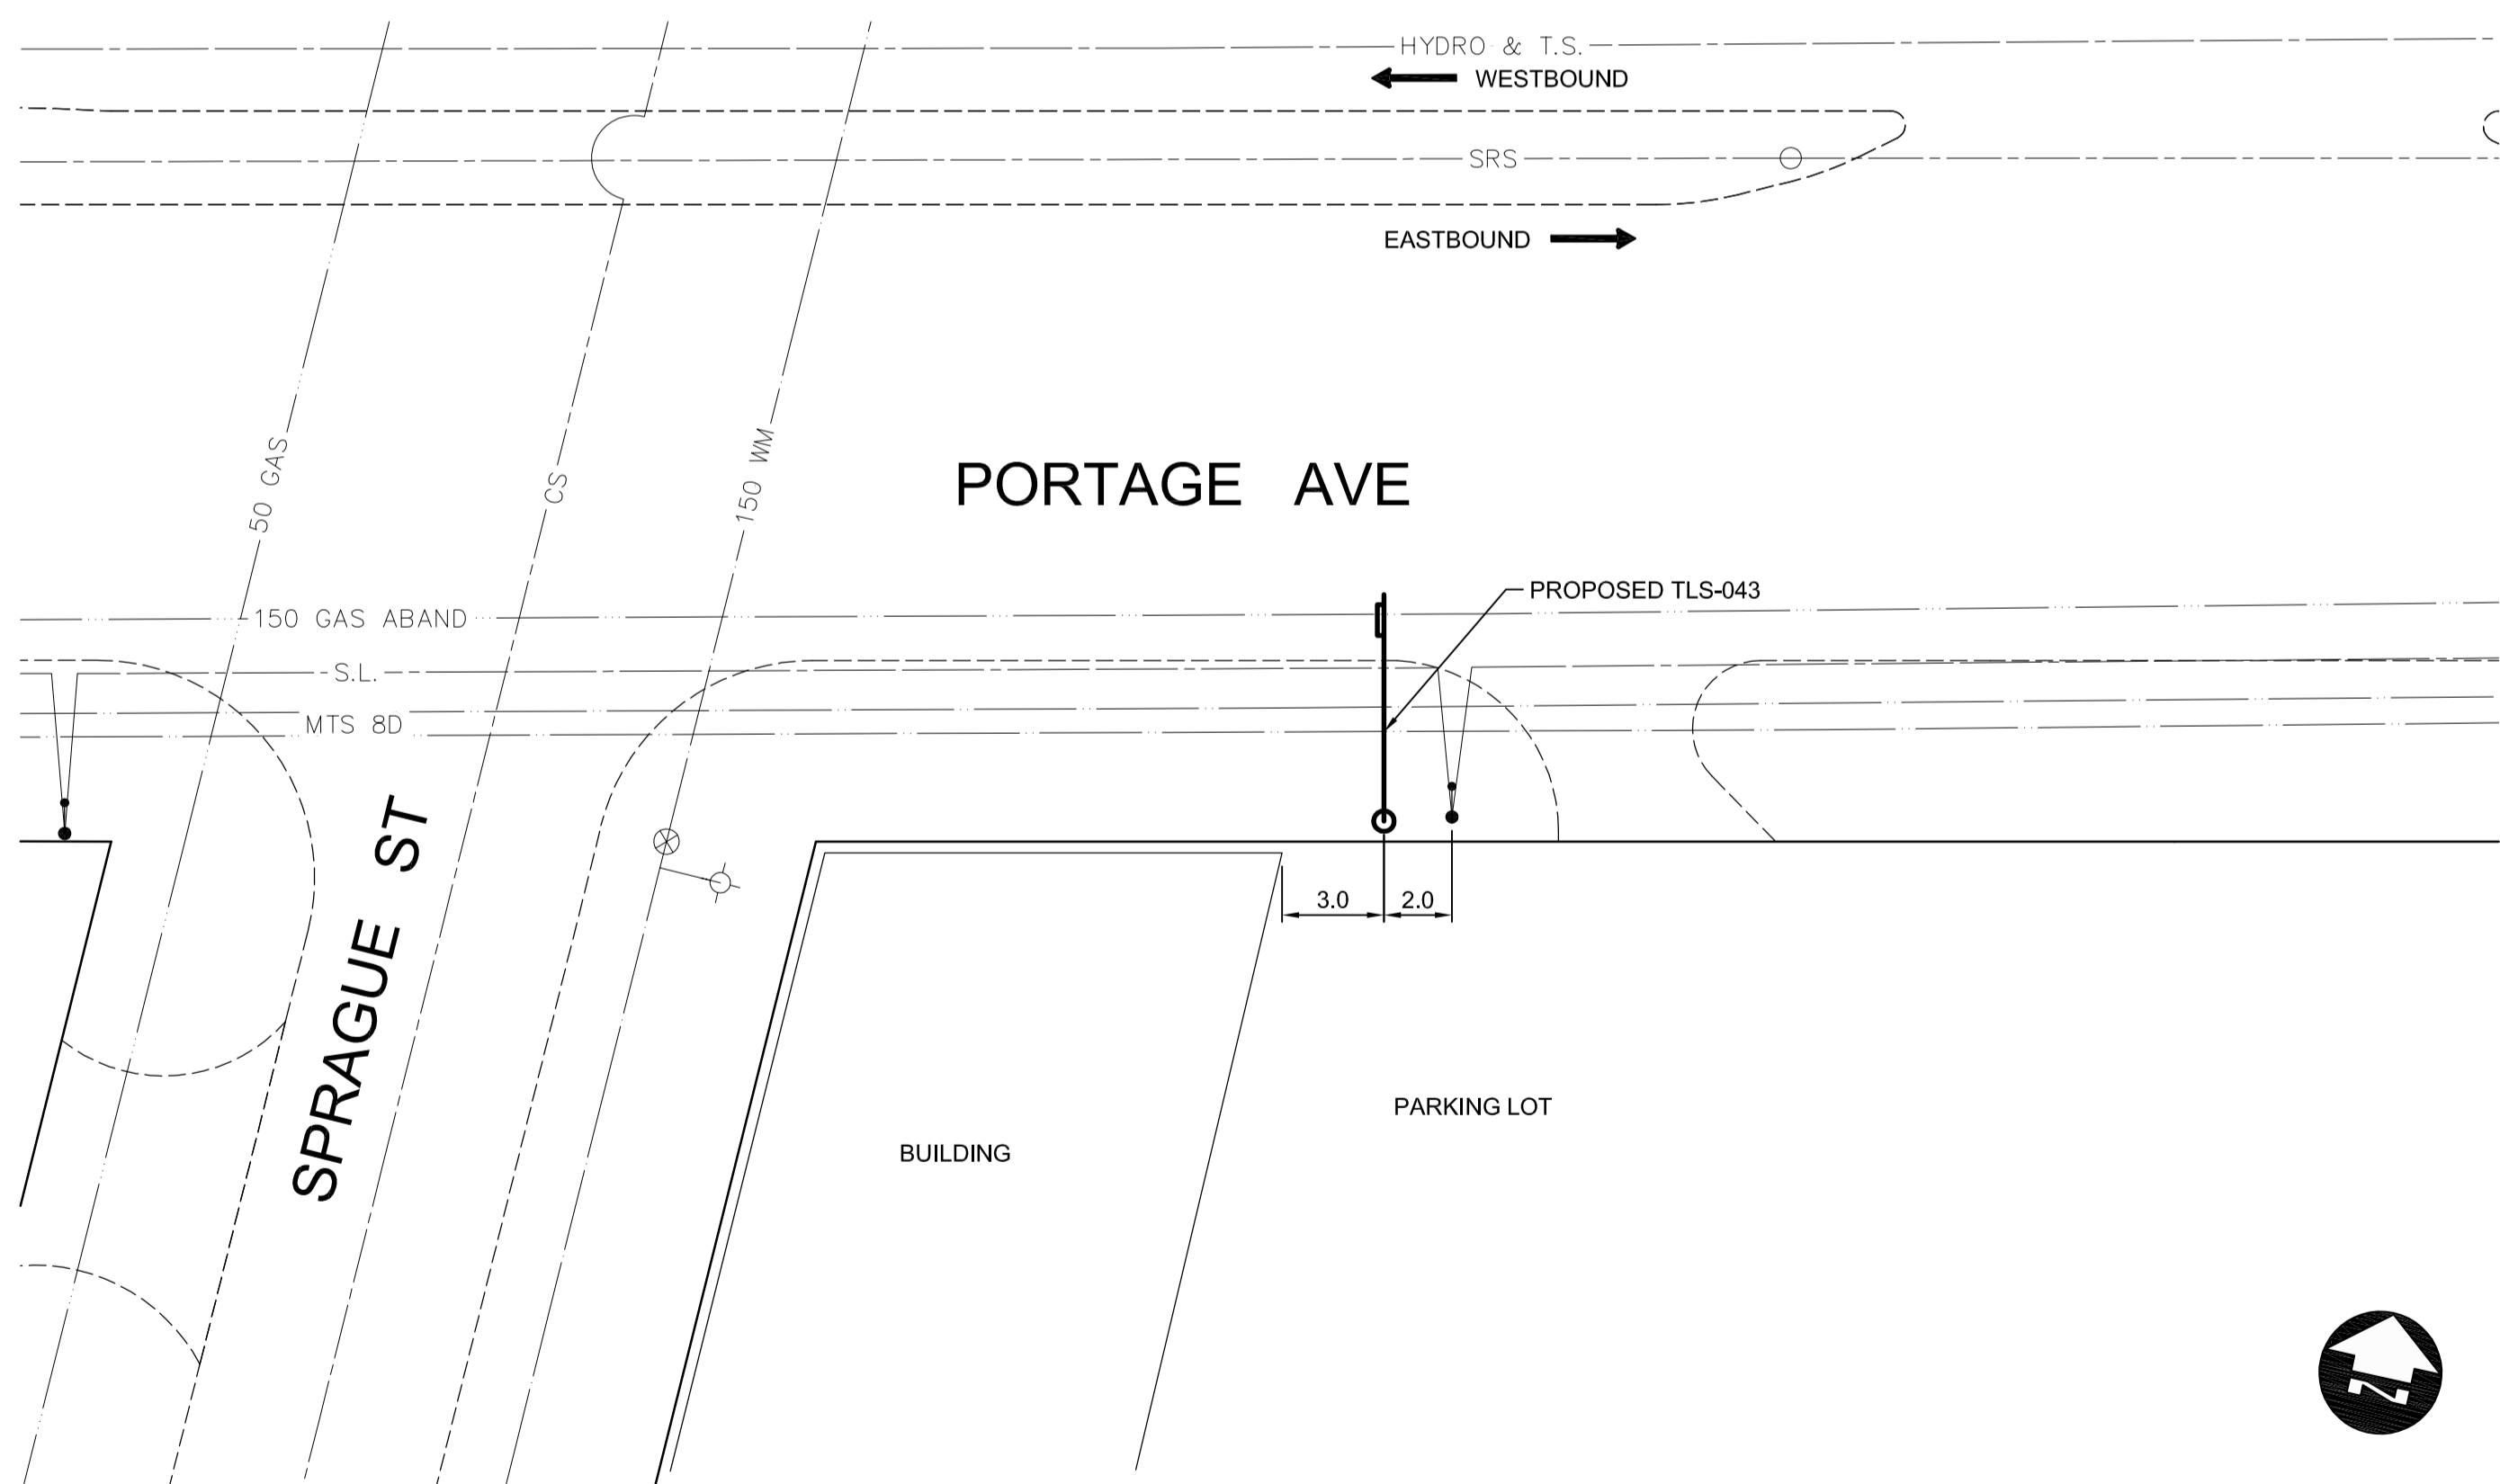 HYDRO & T.S.
WESTBOUND
SRS
EASTBOUND
50 GAS
CS
150 WM
PORTAGE AVE
PROPOSED TLS-043
150 GAS ABAND
S.L.
MTS 8D
SPRAGUE ST
3.0
2.0
PARKING LOT
BUILDING
N